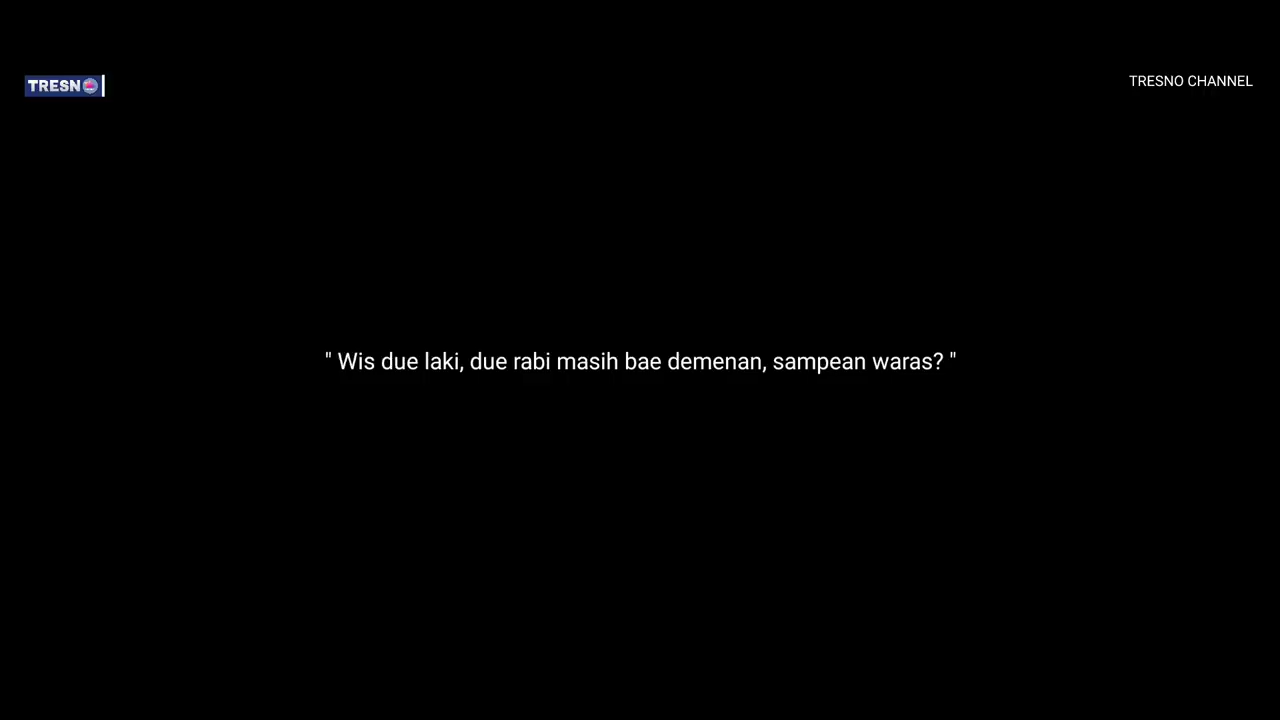 TRESNO
TRESNO CHANNEL
" Wis due laki, due rabi masih bae demenan, sampean waras? "